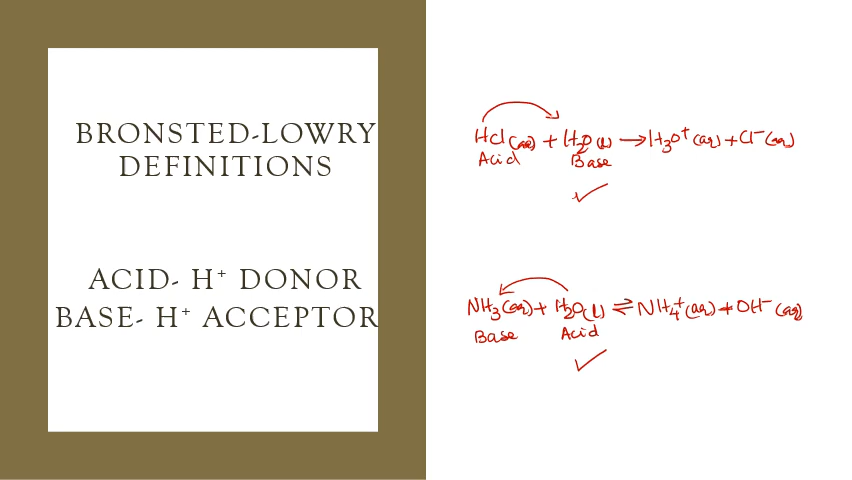 BRONSTED-LOWRY
DEFINITIONS
ACID- H⁺ DONOR
BASE- H⁺ ACCEPTOR
HCl(aq) + H₂O(l) → H₃O⁺(aq) + Cl⁻(aq)
Acid Base
NH₃(aq) + H₂O(l) ⇌ NH₄⁺(aq) + OH⁻(aq)
Base Acid